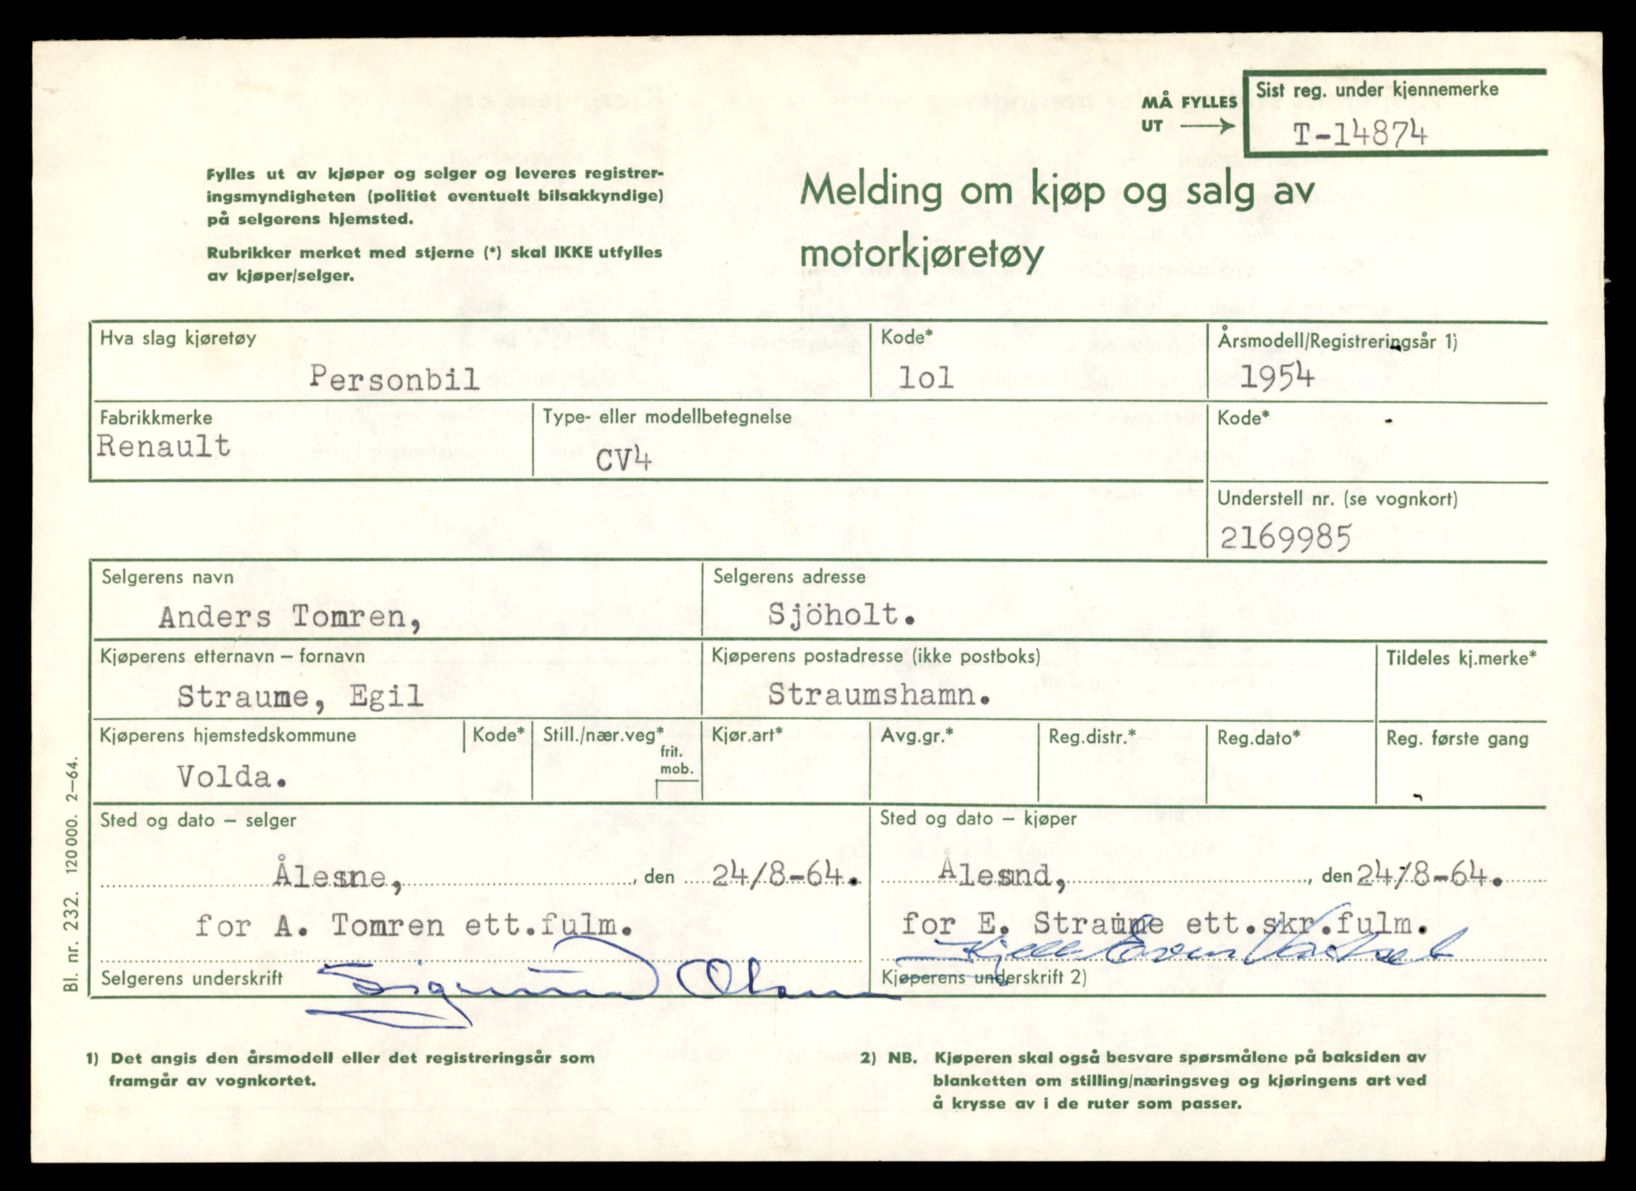 MÅ FYLLES
UT
Sist reg. under kjennemerke
T-14874
Fylles ut av kjøper og selger og leveres registrer-
ingsmyndigheten (politiet eventuelt bilsakkyndige)
på selgerens hjemsted.
Rubrikker merket med stjerne (*) skal IKKE utfylles
av kjøper/selger.
Melding om kjøp og salg av
motorkjøretøy
Hva slag kjøretøy
Personbil
Kode*
lol
Årsmodell/Registreringsår 1)
1954
Fabrikkmerke
Renault
Type- eller modellbetegnelse
CV4
Kode*
Understell nr. (se vognkort)
2169985
Selgerens navn
Anders Tomren,
Selgerens adresse
Sjöholt.
Kjøperens etternavn – fornavn
Straume, Egil
Kjøperens postadresse (ikke postboks)
Straumshamn.
Tildeles kj.merke*
Kjøperens hjemstedskommune
Volda.
Kode*
Still./nær.veg*
frit.
mob.
Kjør.art*
Avg.gr.*
Reg.distr.*
Reg.dato*
Reg. første gang
Sted og dato – selger
Ålesne, , den 24/8-64.
for A. Tomren ett.fulm.
Selgerens underskrift
Sigmund Olsen
Sted og dato – kjøper
Ålesnd, , den 24/8-64.
for E. Straume ett.skr.fulm.
Kjell Even
Kjøperens underskrift 2)
Bl. nr. 232. 120000. 2–64.
1) Det angis den årsmodell eller det registreringsår som
framgår av vognkortet.
2) NB. Kjøperen skal også besvare spørsmålene på baksiden av
blanketten om stilling/næringsveg og kjøringens art ved
å krysse av i de ruter som passer.